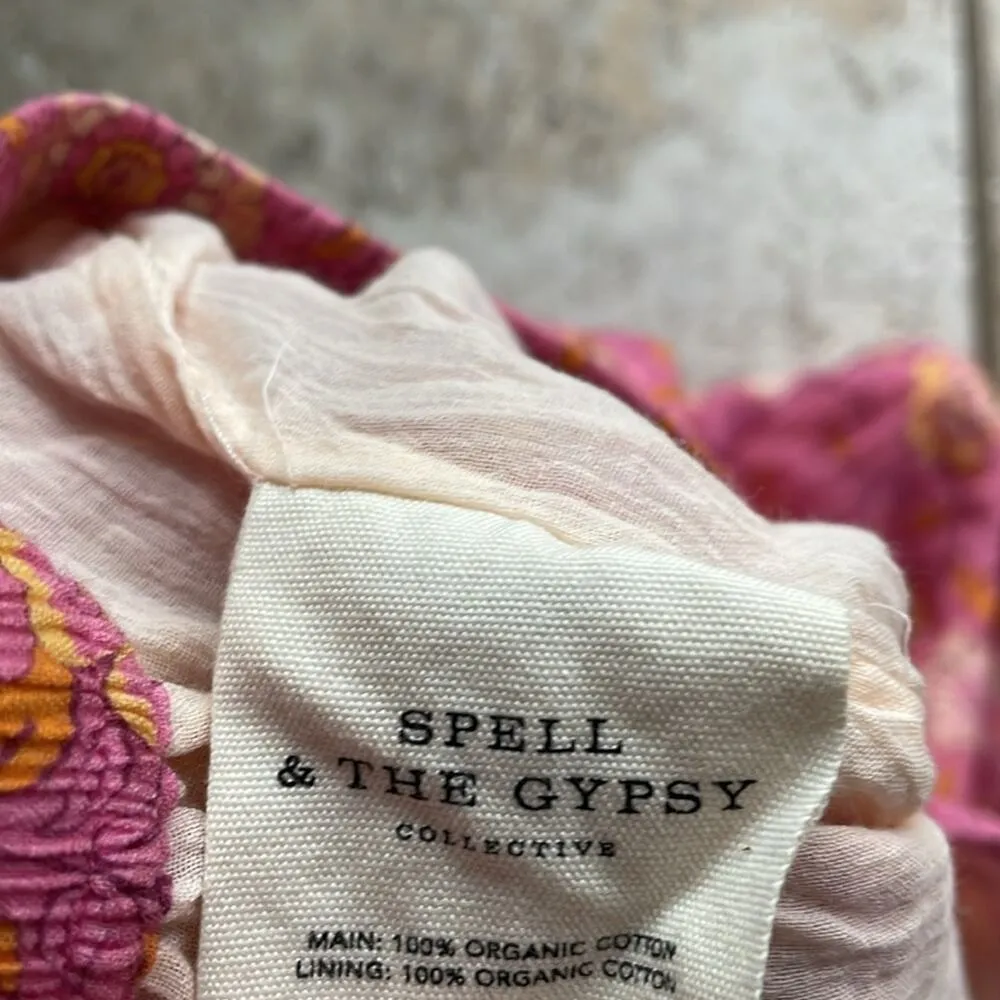 SPELL
& THE GYPSY
COLLECTIVE
MAIN: 100% ORGANIC COTTON
LINING: 100% ORGANIC COTTON